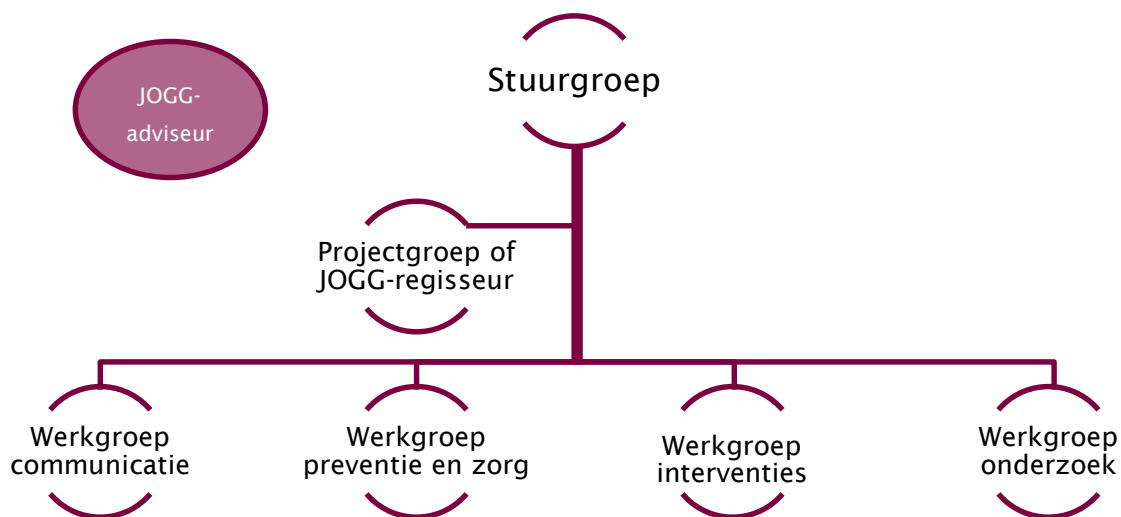 JOGG-
adviseur
Stuurgroep
Projectgroep of
JOGG-regisseur
Werkgroep
communicatie
Werkgroep
preventie en zorg
Werkgroep
interventies
Werkgroep
onderzoek